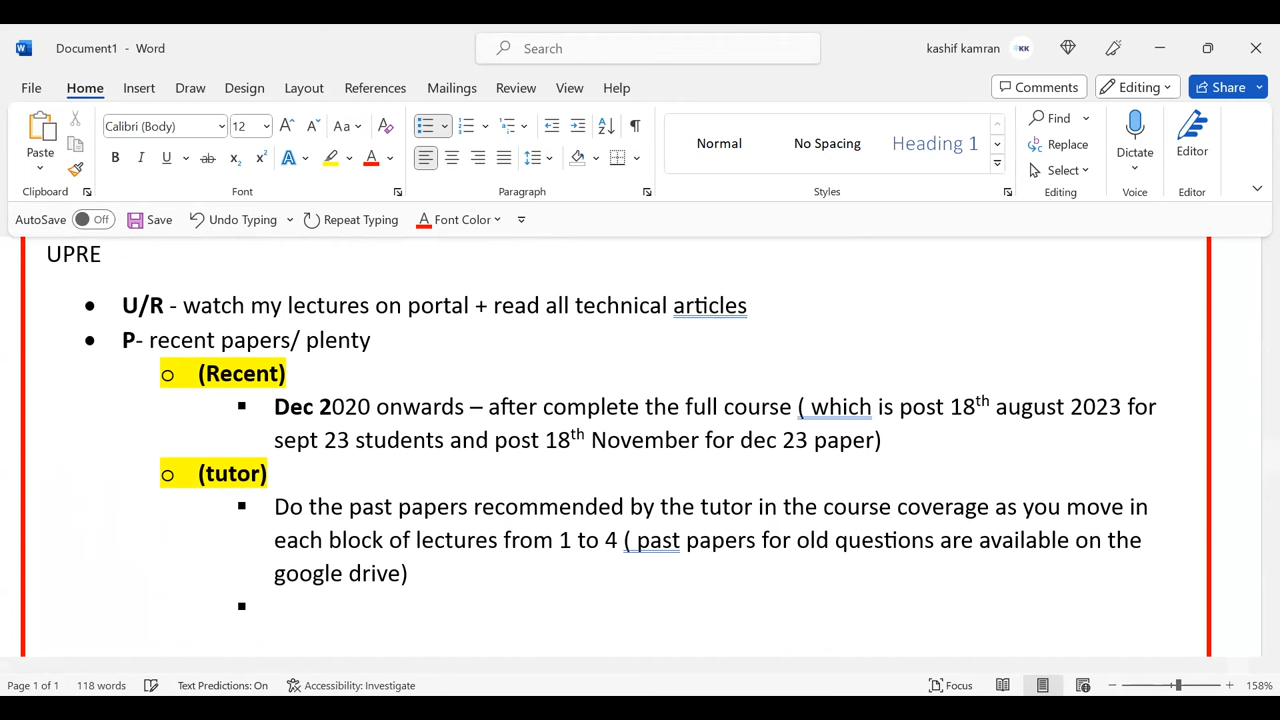 Document1 - Word
Search
kashif kamran
KK
File Home Insert Draw Design Layout References Mailings Review View Help
Comments
Editing
Share
Paste
Calibri (Body)
12
Aa
Normal
No Spacing
Heading 1
Find
Replace
Select
Dictate
Editor
Clipboard
Font
Paragraph
Styles
Editing
Voice
Editor
AutoSave Off Save Undo Typing Repeat Typing Font Color
UPRE
• U/R - watch my lectures on portal + read all technical articles
• P- recent papers/ plenty
o (Recent)
▪ Dec 2020 onwards – after complete the full course ( which is post 18th august 2023 for
sept 23 students and post 18th November for dec 23 paper)
o (tutor)
▪ Do the past papers recommended by the tutor in the course coverage as you move in
each block of lectures from 1 to 4 ( past papers for old questions are available on the
google drive)
▪
Page 1 of 1 118 words Text Predictions: On Accessibility: Investigate Focus 158%